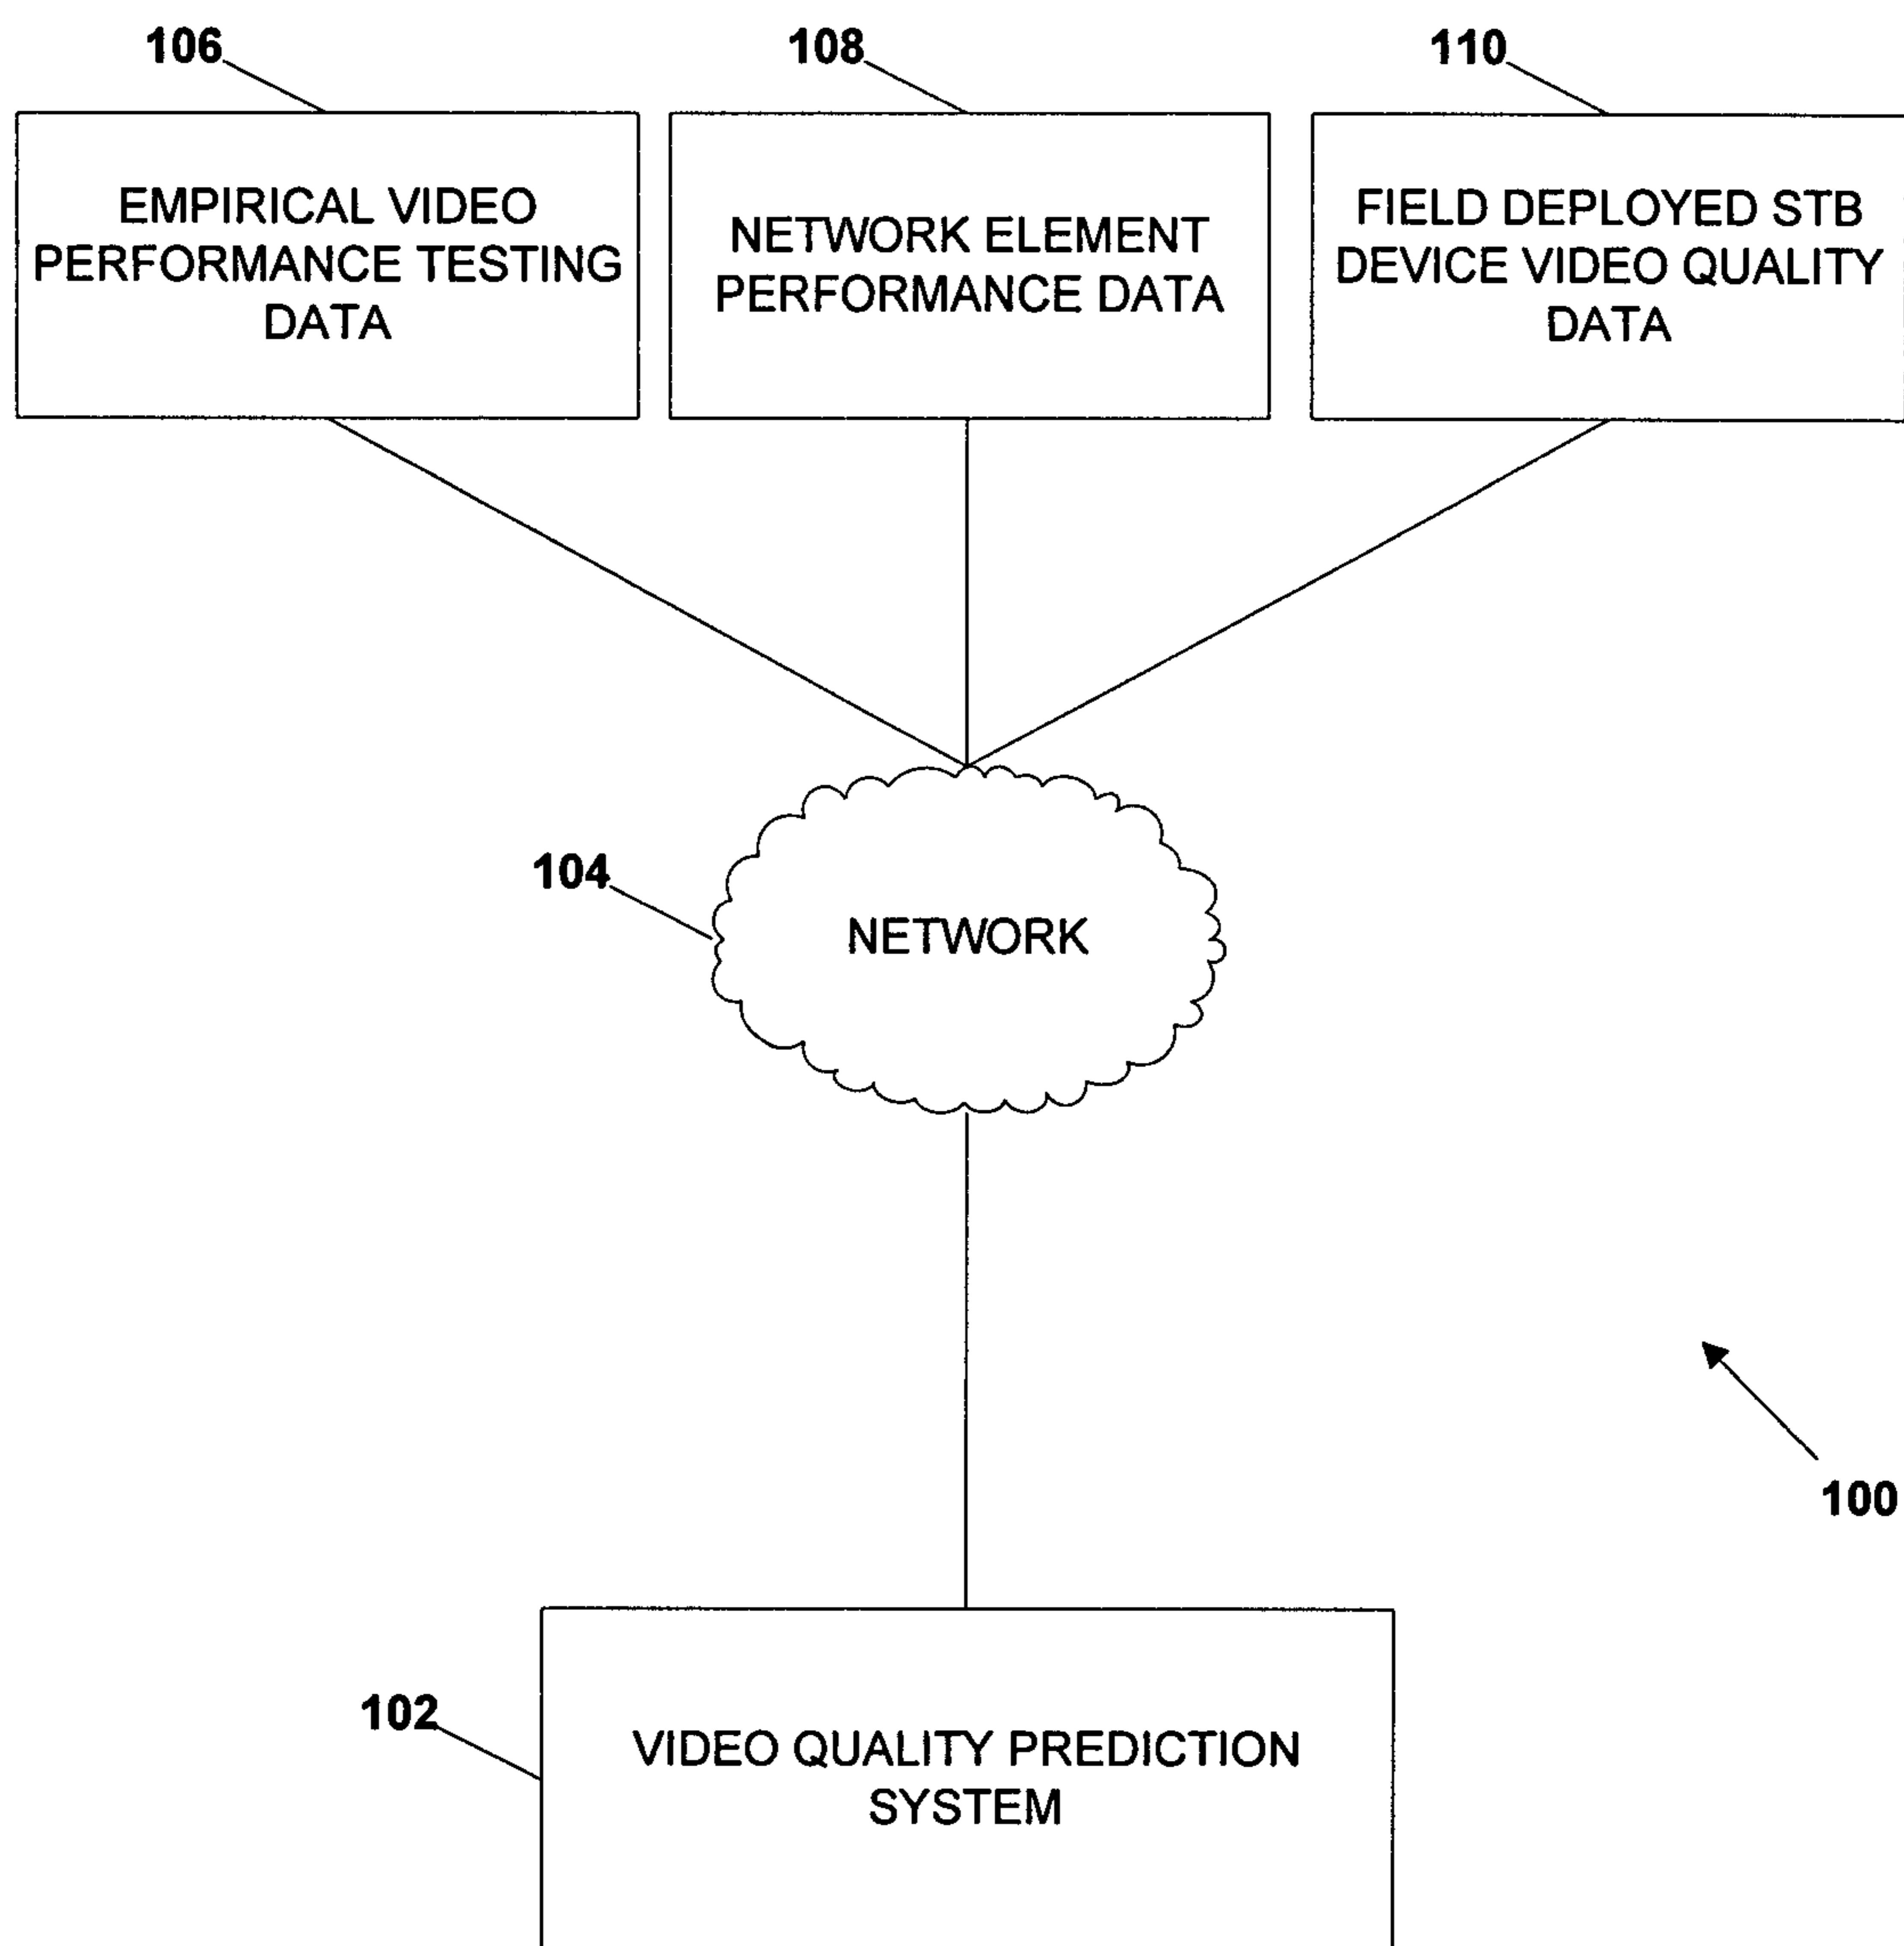 106
108
110
EMPIRICAL VIDEO
PERFORMANCE TESTING
DATA
NETWORK ELEMENT
PERFORMANCE DATA
FIELD DEPLOYED STB
DEVICE VIDEO QUALITY
DATA
104
NETWORK
100
102
VIDEO QUALITY PREDICTION
SYSTEM